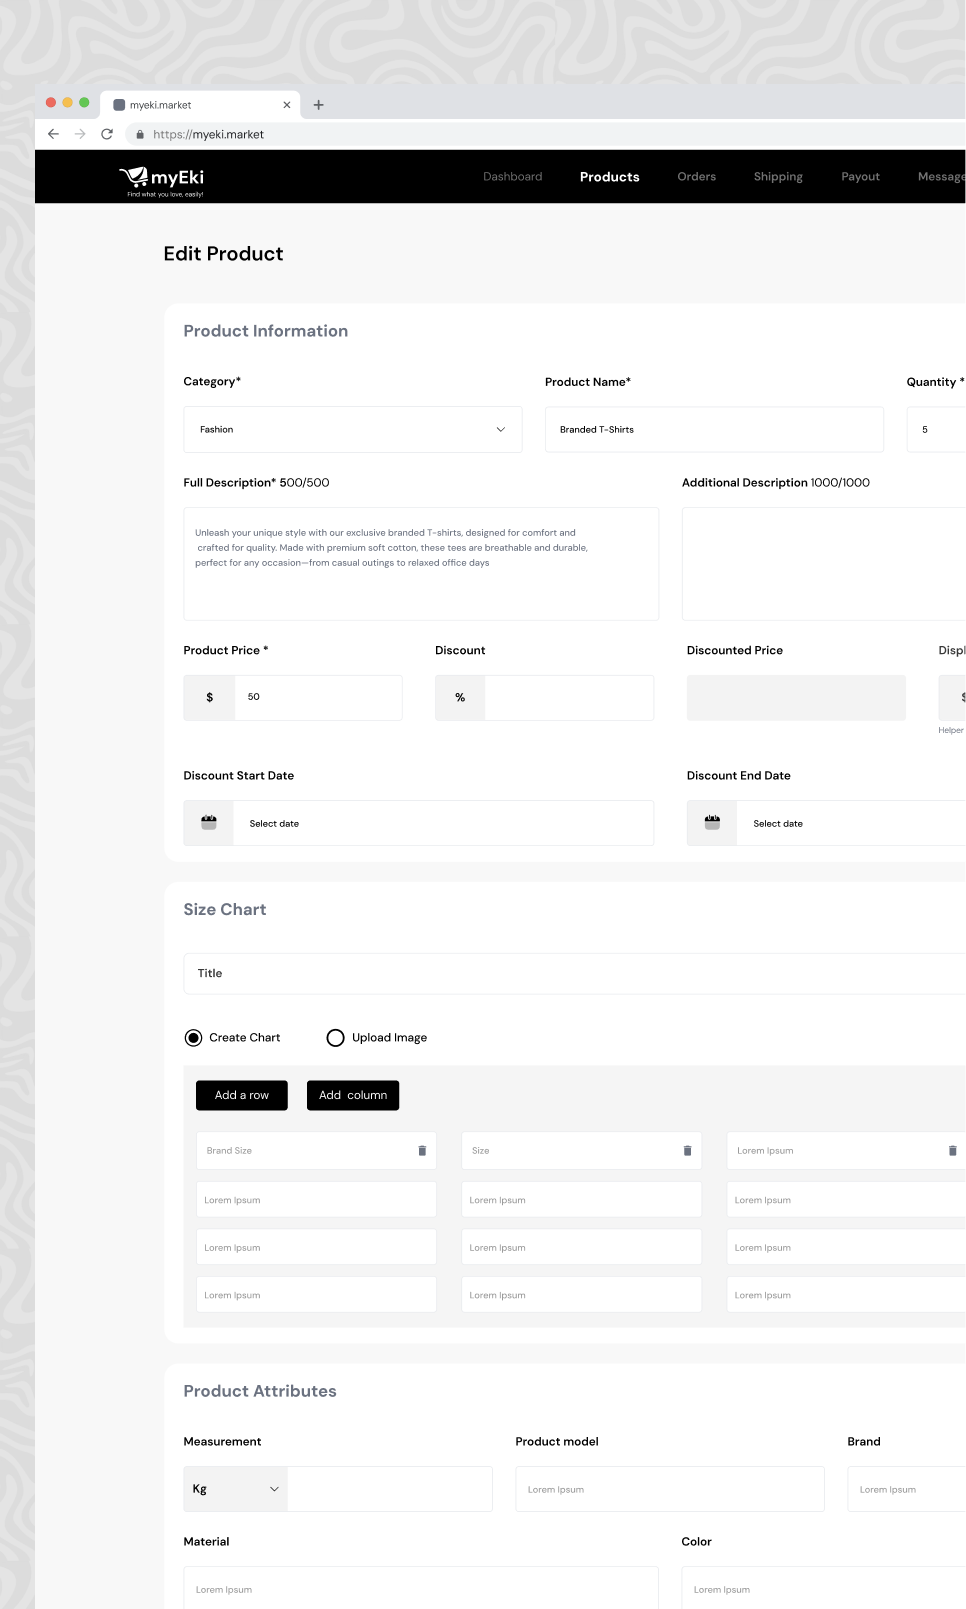 myeki.market
https://myeki.market
myEki
Find what you love, easily!
Dashboard Products Orders Shipping Payout Message
Edit Product
Product Information
Category* Product Name* Quantity *
Fashion Branded T-Shirts 5
Full Description* 500/500 Additional Description 1000/1000
Unleash your unique style with our exclusive branded T-shirts, designed for comfort and
crafted for quality. Made with premium soft cotton, these tees are breathable and durable,
perfect for any occasion—from casual outings to relaxed office days
Product Price * Discount Discounted Price Displ
$ 50 % $
Helper
Discount Start Date Discount End Date
Select date Select date
Size Chart
Title
Create Chart Upload Image
Add a row Add column
Brand Size Size Lorem Ipsum
Lorem Ipsum Lorem Ipsum Lorem Ipsum
Lorem Ipsum Lorem Ipsum Lorem Ipsum
Lorem Ipsum Lorem Ipsum Lorem Ipsum
Product Attributes
Measurement Product model Brand
Kg Lorem Ipsum Lorem Ipsum
Material Color
Lorem Ipsum Lorem Ipsum